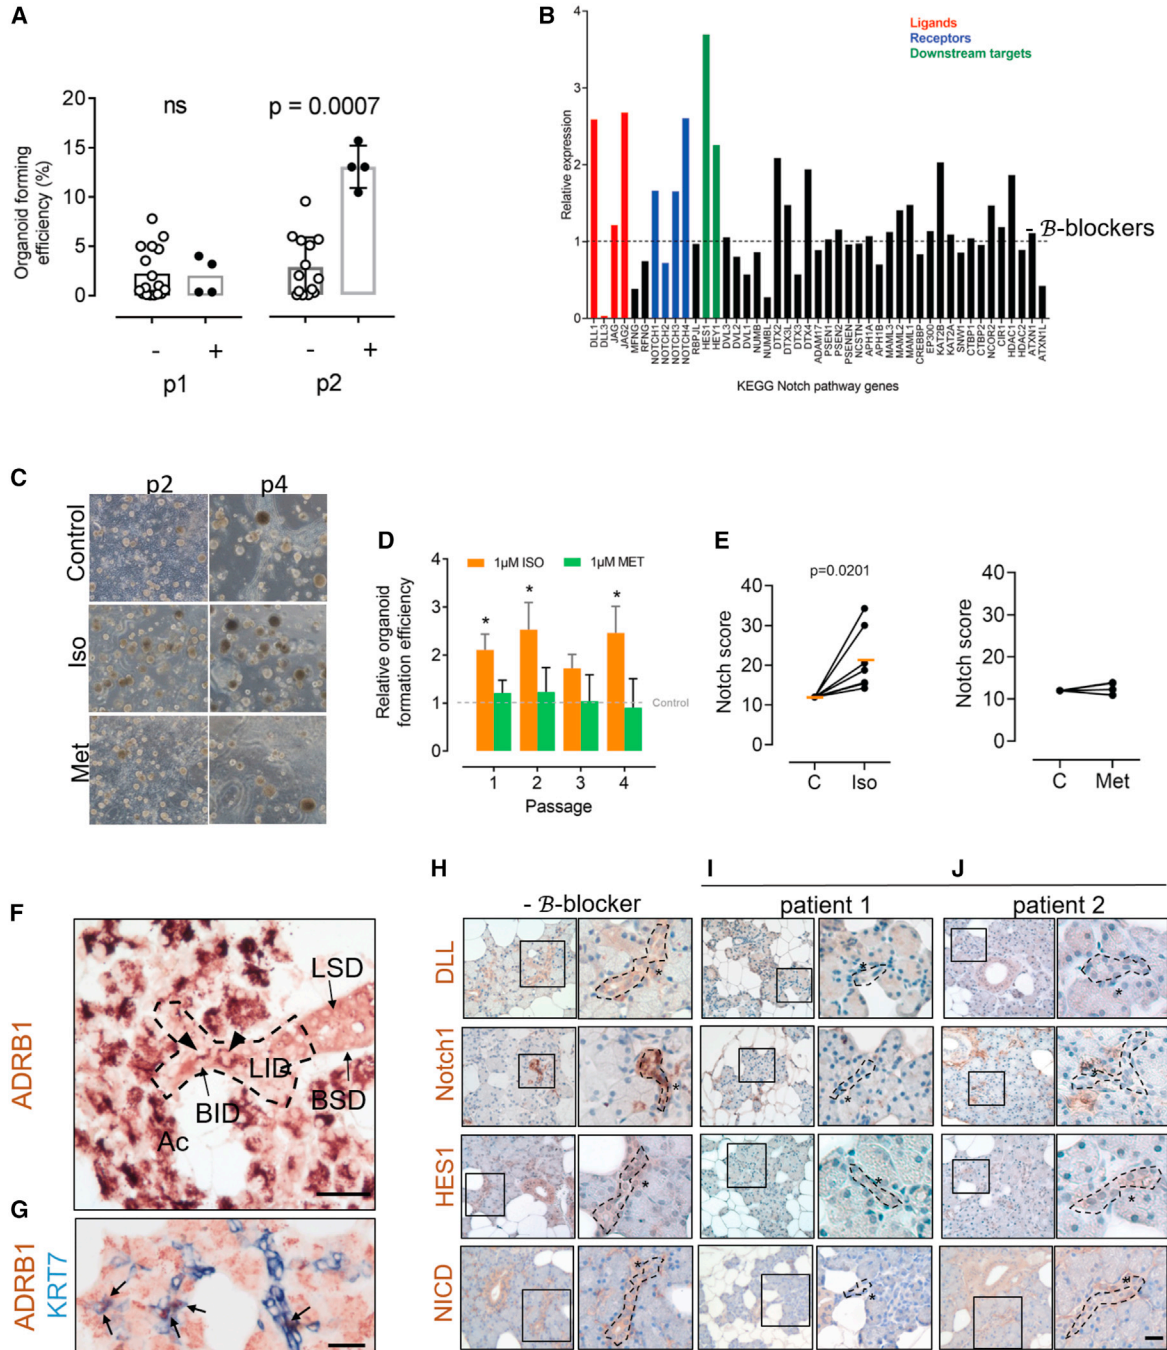 A
ns
p = 0.0007
20
15
10
5
0
Organoid forming
efficiency (%)
-
+
-
+
p1
p2
B
Ligands
Receptors
Downstream targets
4
3
2
1
0
Relative expression
- B-blockers
DLL1
DLL3
JAG
JAG2
MFNG
RFNG
NOTCH1
NOTCH2
NOTCH3
NOTCH4
RBPJL
HES1
HEY1
DVL3
DVL2
DVL1
NUMB
NUMBL
DTX2
DTX3L
DTX3
DTX4
ADAM17
PSEN1
PSEN2
PSENEN
NCSTN
APH1A
APH1B
MAML3
MAML2
MAML1
CREBBP
EP300
KAT2B
KAT2A
SNW1
CTBP1
CTBP2
NCOR2
CIR1
HDAC1
HDAC2
ATXN1
ATXN1L
KEGG Notch pathway genes
C
p2
p4
Control
Iso
Met
D
1µM ISO
1µM MET
4
3
2
1
0
Relative organoid
formation efficiency
*
*
*
Control
1
2
3
4
Passage
E
p=0.0201
40
30
20
10
0
Notch score
C
Iso
40
30
20
10
0
Notch score
C
Met
F
ADRB1
LSD
LID
BSD
BID
Ac
G
ADRB1
KRT7
H
I
J
- B-blocker
patient 1
patient 2
DLL
*
*
*
Notch1
*
*
*
HES1
*
*
*
NICD
*
*
*